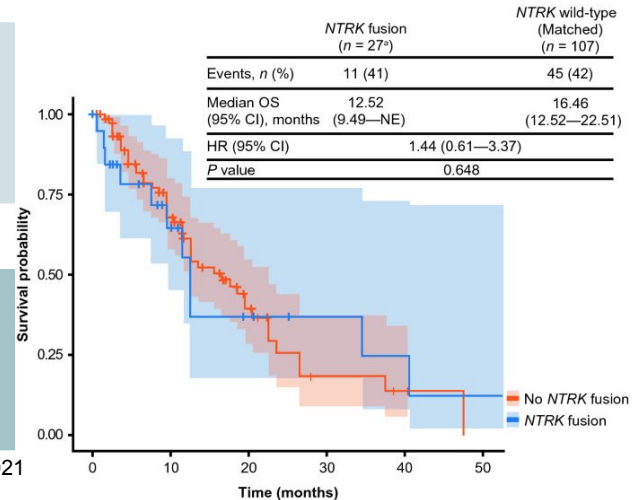 NTRK fusion
(n = 27ᵃ)
NTRK wild-type
(Matched)
(n = 107)
Events, n (%) 11 (41) 45 (42)
Median OS 12.52 16.46
(95% CI), months (9.49—NE) (12.52—22.51)
HR (95% CI) 1.44 (0.61—3.37)
P value 0.648
1.00
0.75
0.50
0.25
0.00
Survival probability
0 10 20 30 40 50
Time (months)
No NTRK fusion
NTRK fusion